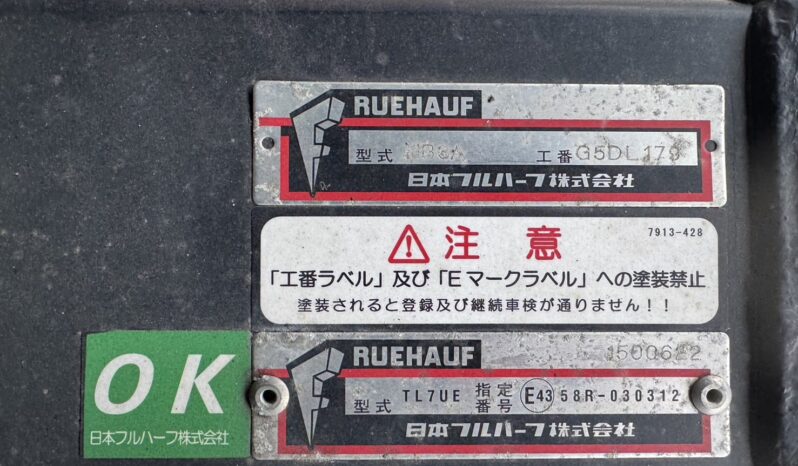 RUEHAUF
型式 工番 G5DL179
日本フルハーフ株式会社
注意 7913-428
「工番ラベル」及び「Eマークラベル」への塗装禁止
塗装されると登録及び継続車検が通りません!!
RUEHAUF
型式 TL7UE 指定番号 E43 58R-030312
日本フルハーフ株式会社
OK
日本フルハーフ株式会社